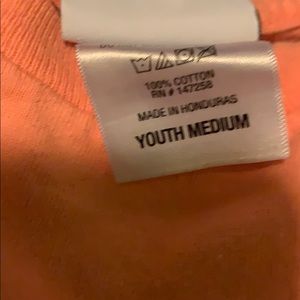 100% COTTON
RN # 147258
MADE IN HONDURAS
YOUTH MEDIUM